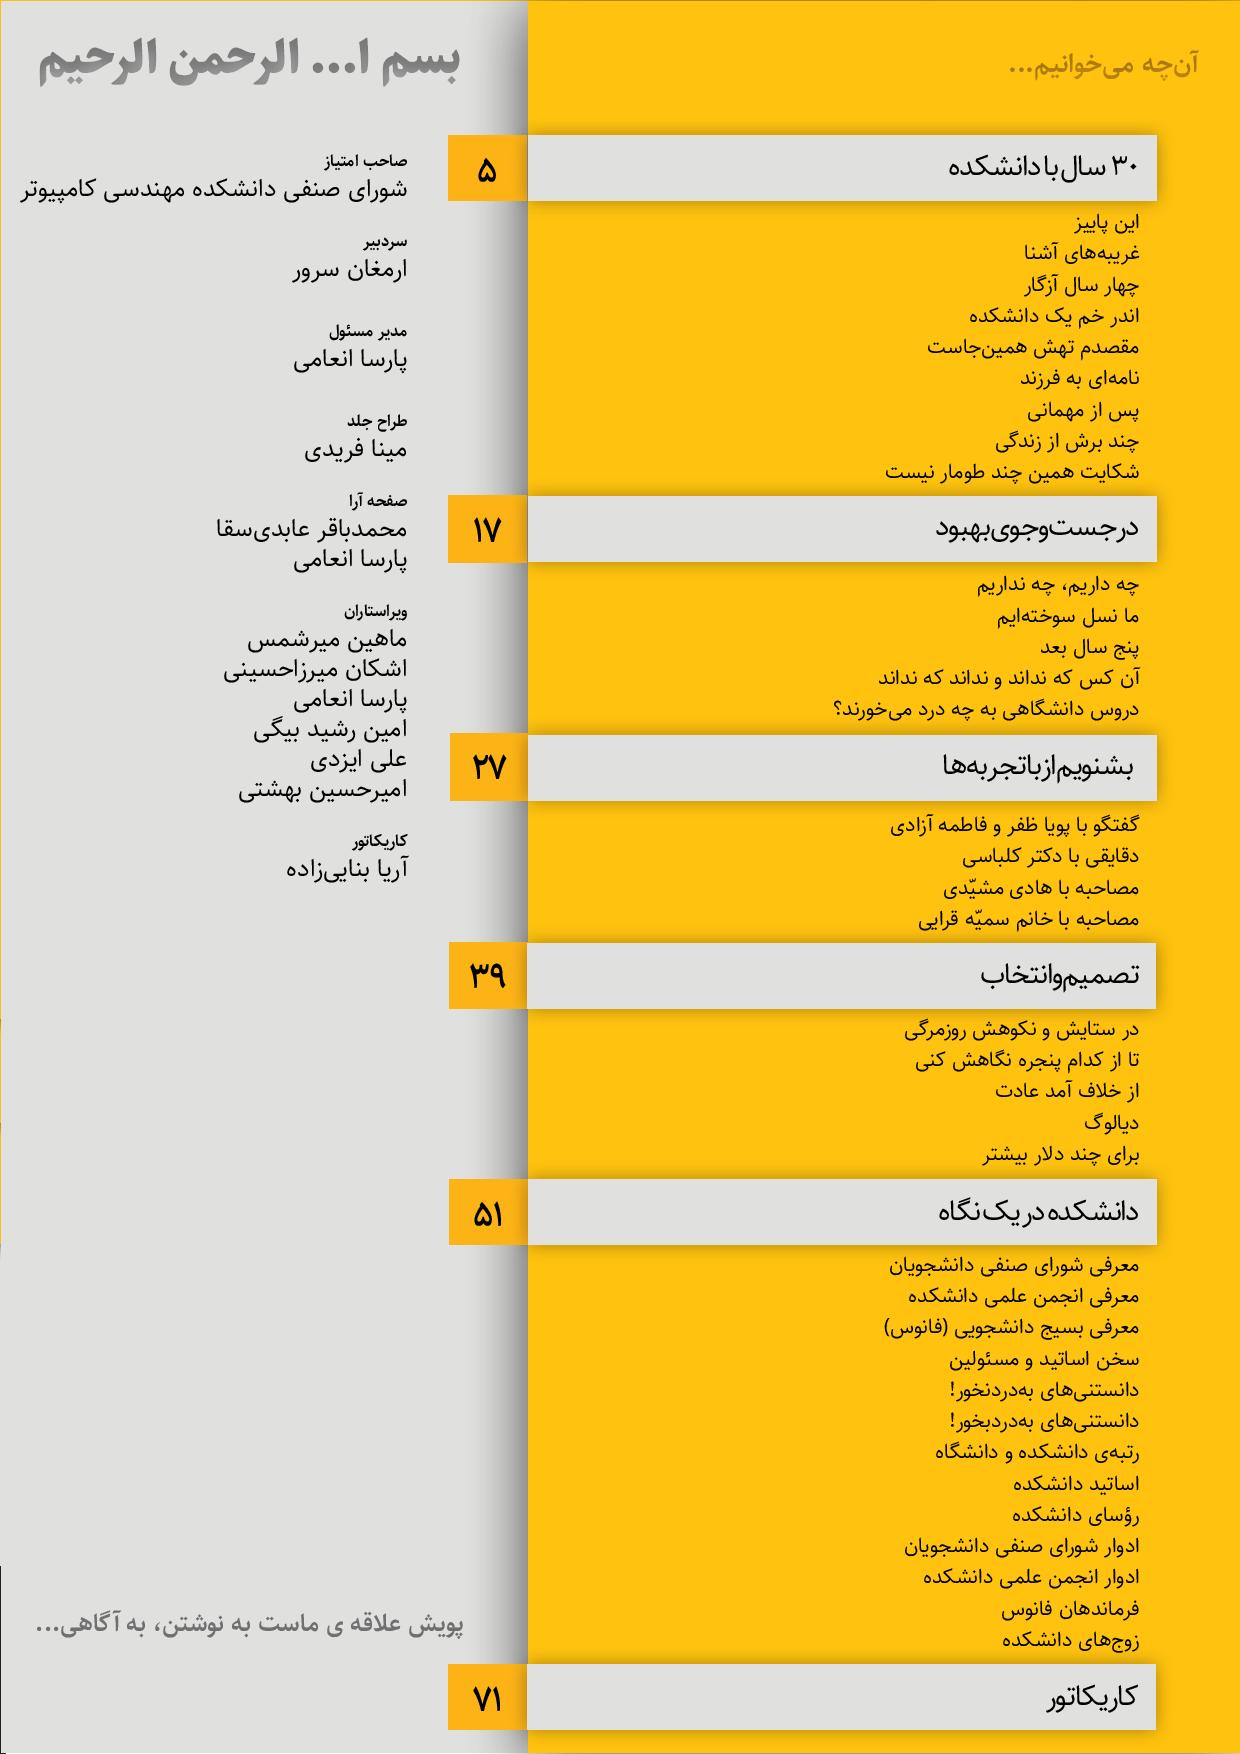 آن‌چه می‌خوانیم...
۳۰ سال با دانشکده
۵
این پاییز
غریبه‌های آشنا
چهار سال آزگار
اندر خم یک دانشکده
مقصدم تهش همین‌جاست
نامه‌ای به فرزند
پس از مهمانی
چند برش از زندگی
شکایت همین چند طومار نیست
در جست‌وجوی بهبود
۱۷
چه داریم، چه نداریم
ما نسل سوخته‌ایم
پنج سال بعد
آن کس که نداند و نداند که نداند
دروس دانشگاهی به چه درد می‌خورند؟
بشنویم از باتجربه‌ها
۲۷
گفتگو با پویا ظفر و فاطمه آزادی
دقایقی با دکتر کلباسی
مصاحبه با هادی مشیّدی
مصاحبه با خانم سمیّه قرایی
تصمیم و انتخاب
۳۹
در ستایش و نکوهش روزمرگی
تا از کدام پنجره نگاهش کنی
از خلاف آمد عادت
دیالوگ
برای چند دلار بیشتر
دانشکده در یک نگاه
۵۱
معرفی شورای صنفی دانشجویان
معرفی انجمن علمی دانشکده
معرفی بسیج دانشجویی (فانوس)
سخن اساتید و مسئولین
دانستنی‌های به‌دردنخور!
دانستنی‌های به‌دردبخور!
رتبه‌ی دانشکده و دانشگاه
اساتید دانشکده
رؤسای دانشکده
ادوار شورای صنفی دانشجویان
ادوار انجمن علمی دانشکده
فرماندهان فانوس
زوج‌های دانشکده
کاریکاتور
۷۱
بسم ا... الرحمن الرحیم
صاحب امتیاز
شورای صنفی دانشکده مهندسی کامپیوتر
سردبیر
ارمغان سرور
مدیر مسئول
پارسا انعامی
طراح جلد
مینا فریدی
صفحه آرا
محمدباقر عابدی‌سقا
پارسا انعامی
ویراستاران
ماهین میرشمس
اشکان میرزاحسینی
پارسا انعامی
امین رشید بیگی
علی ایزدی
امیرحسین بهشتی
کاریکاتور
آریا بنایی‌زاده
پویش علاقه ی ماست به نوشتن، به آگاهی...